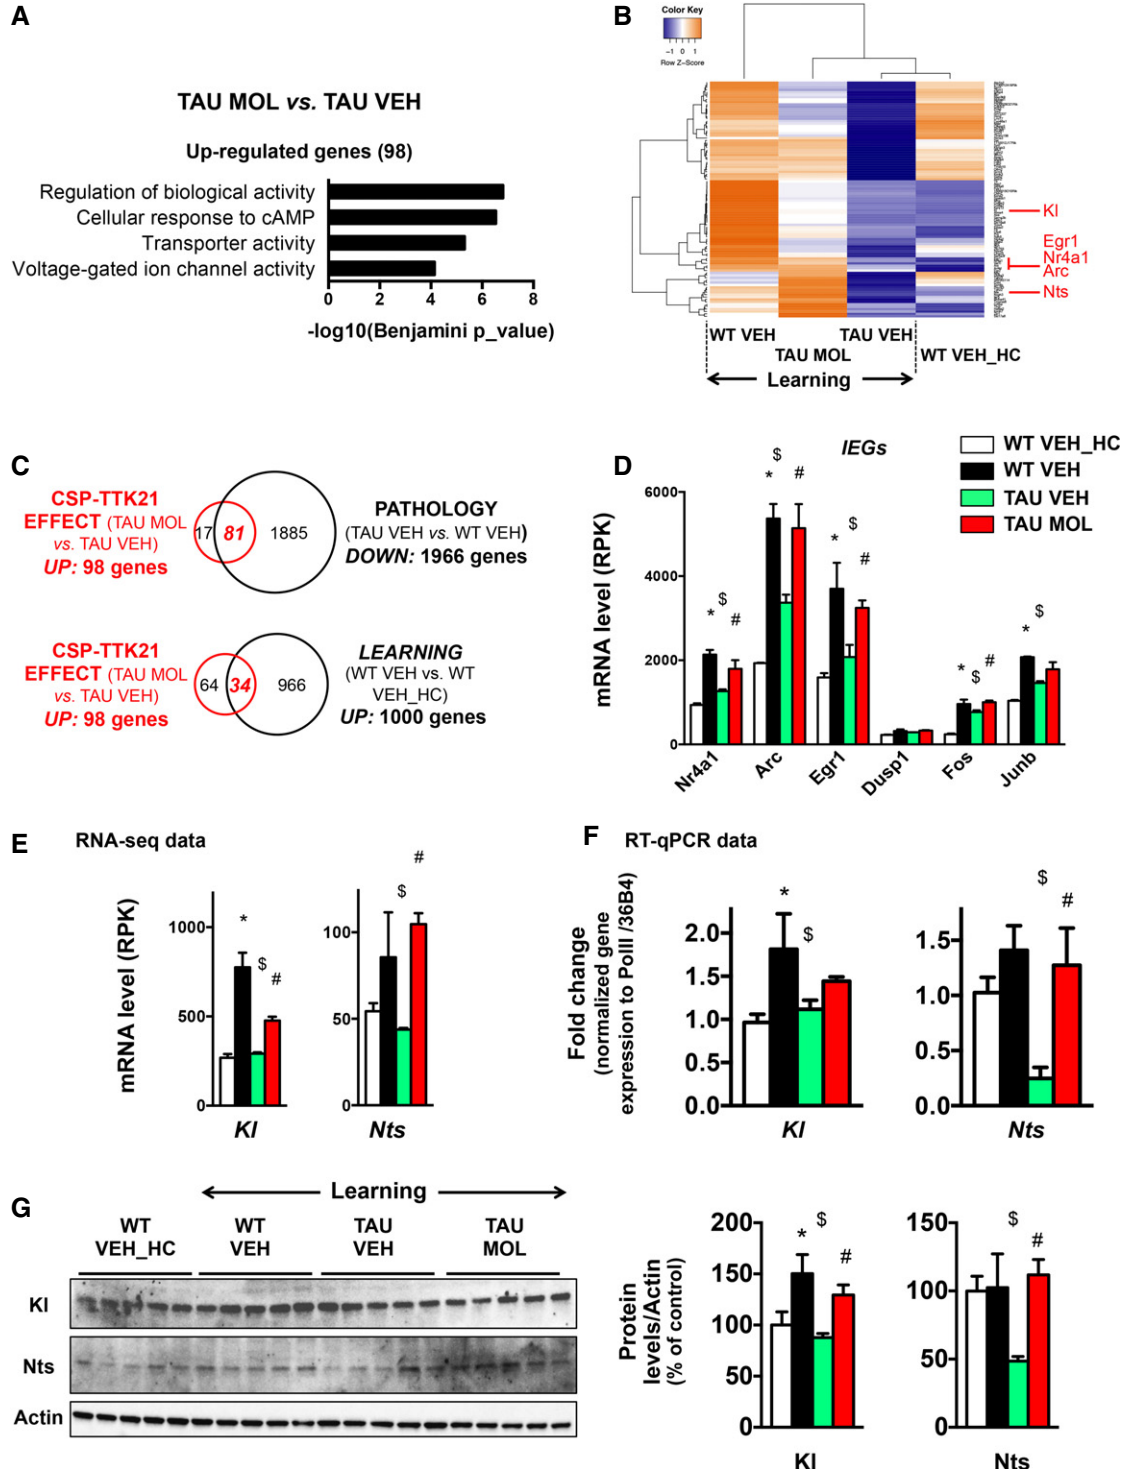 A
TAU MOL vs. TAU VEH
Up-regulated genes (98)
Regulation of biological activity
Cellular response to cAMP
Transporter activity
Voltage-gated ion channel activity
0 2 4 6 8
-log10(Benjamini p_value)
B
Color Key
-1 0 1
Row Z-Score
Kl
Egr1
Nr4a1
Arc
Nts
WT VEH TAU VEH
TAU MOL WT VEH_HC
Learning
C
CSP-TTK21
EFFECT (TAU MOL
vs. TAU VEH)
UP: 98 genes
17 81 1885
PATHOLOGY
(TAU VEH vs. WT VEH)
DOWN: 1966 genes
CSP-TTK21
EFFECT (TAU MOL
vs. TAU VEH)
UP: 98 genes
64 34 966
LEARNING
(WT VEH vs. WT
VEH_HC)
UP: 1000 genes
D
IEGs
WT VEH_HC
WT VEH
TAU VEH
TAU MOL
mRNA level (RPK)
6000
4000
2000
0
* $ #
* $ #
* $ #
* $ #
* $
Nr4a1
Arc
Egr1
Dusp1
Fos
Junb
E
RNA-seq data
mRNA level (RPK)
1000
500
0
* $ #
Kl
100
50
0
$ #
Nts
F
RT-qPCR data
Fold change
(normalized gene
expression to PolII /36B4)
2.0
1.5
1.0
0.5
0.0
* $
Kl
1.5
1.0
0.5
0.0
$ #
Nts
G
Learning
WT
VEH_HC
WT
VEH
TAU
VEH
TAU
MOL
Kl
Nts
Actin
Protein
levels/Actin
(% of control)
200
150
100
50
0
* $ #
Kl
150
100
50
0
$ #
Nts